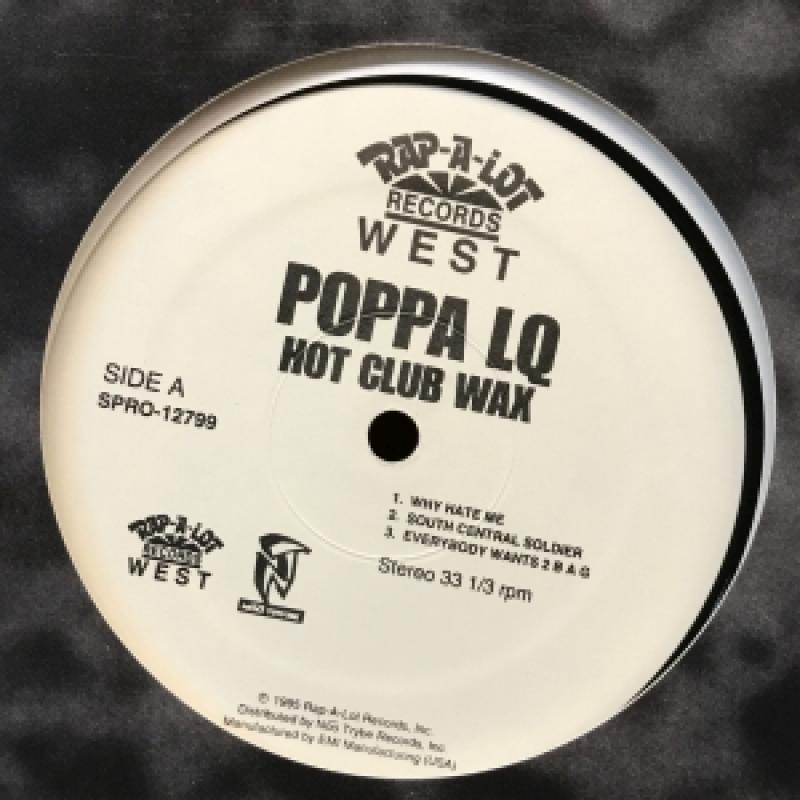 RAP-A-LOT
RECORDS
WEST
POPPA LQ
HOT CLUB WAX
SIDE A
SPRO-12799
1. WHY HATE ME
2. SOUTH CENTRAL SOLDIER
3. EVERYBODY WANTS 2 B A G
Stereo 33 1/3 rpm
RAP-A-LOT
RECORDS
WEST
© 1995 Rap-A-Lot Records, Inc.
Distributed by Noo Trybe Records, Inc.
Manufactured by EMI Manufacturing (USA)